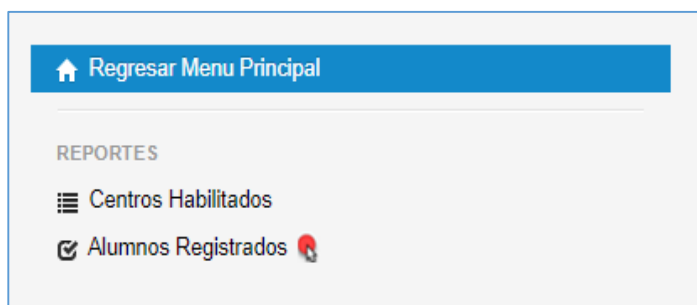 Regresar Menu Principal
REPORTES
Centros Habilitados
Alumnos Registrados